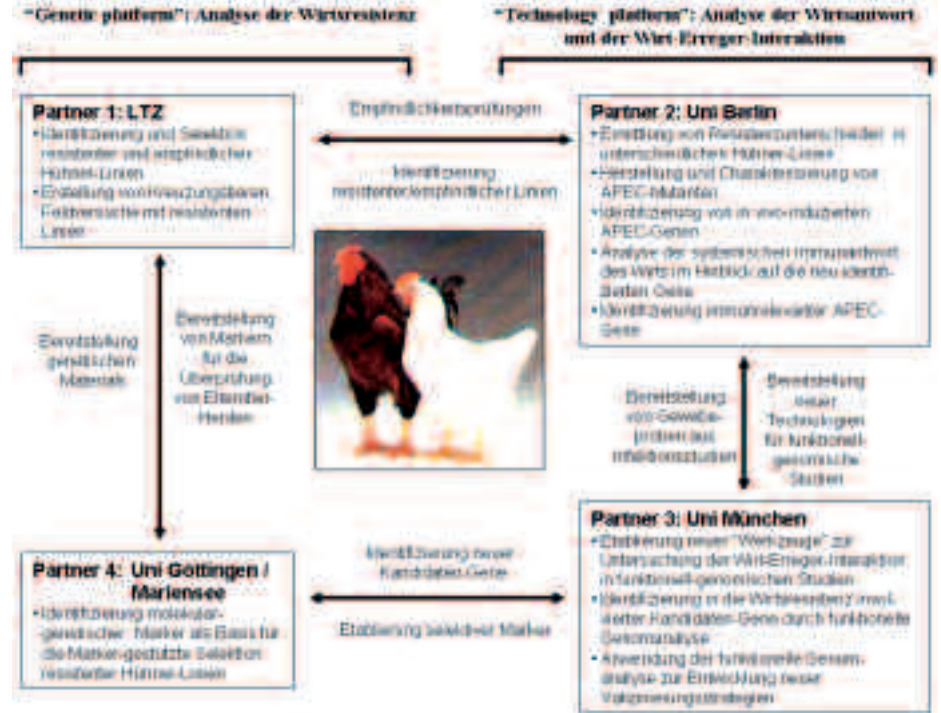 "Genetic platform": Analyse der Wirtsresistenz
"Technology platform": Analyse der Wirtsantwort
und der Wirt-Erreger-Interaktion
Partner 1: LTZ
• Identifizierung und Selektion
resistenter und empfindlicher
Hühner-Linien
• Erstellung von Kreuzungstieren
Feldversuche mit resistenten
Linien
Empfindlichkeitsprüfungen
Identifizierung
resistenter/empfindlicher Linien
Partner 2: Uni Berlin
• Ermittlung von Resistenzunterschieden in
unterschiedlichen Hühner-Linien
• Herstellung und Charakterisierung von
APEC-Mutanten
• Identifizierung von in vivo-induzierten
APEC-Genen
• Analyse der systemischen Immunantwort
des Wirts im Hinblick auf die neu identifi-
zierten Gene
• Identifizierung immunrelevanter APEC-
Gene
Bereitstellung
genetischen
Materials
Bereitstellung
von Markern
für die
Überprüfung
von Elterntier-
Herden
Bereitstellung
von Gewebe-
proben aus
Infektionsstudien
Bereitstellung
neuer
Technologien
für funktionell-
genomische
Studien
Partner 4: Uni Göttingen /
Mariensee
• Identifizierung molekular-
genetischer Marker als Basis für
die Marker-gestützte Selektion
resistenter Hühner-Linien
Identifizierung neuer
Kandidaten-Gene
Etablierung selektiver Marker
Partner 3: Uni München
• Etablierung neuer "Werkzeuge" zur
Untersuchung der Wirt-Erreger-Interaktion
in funktionell-genomischen Studien
• Identifizierung in die Wirtsresistenz invol-
vierter Kandidaten-Gene durch funktionelle
Genomanalyse
• Anwendung der funktionelle Genom-
analyse zur Entwicklung neuer
Vakzinierungsstrategien